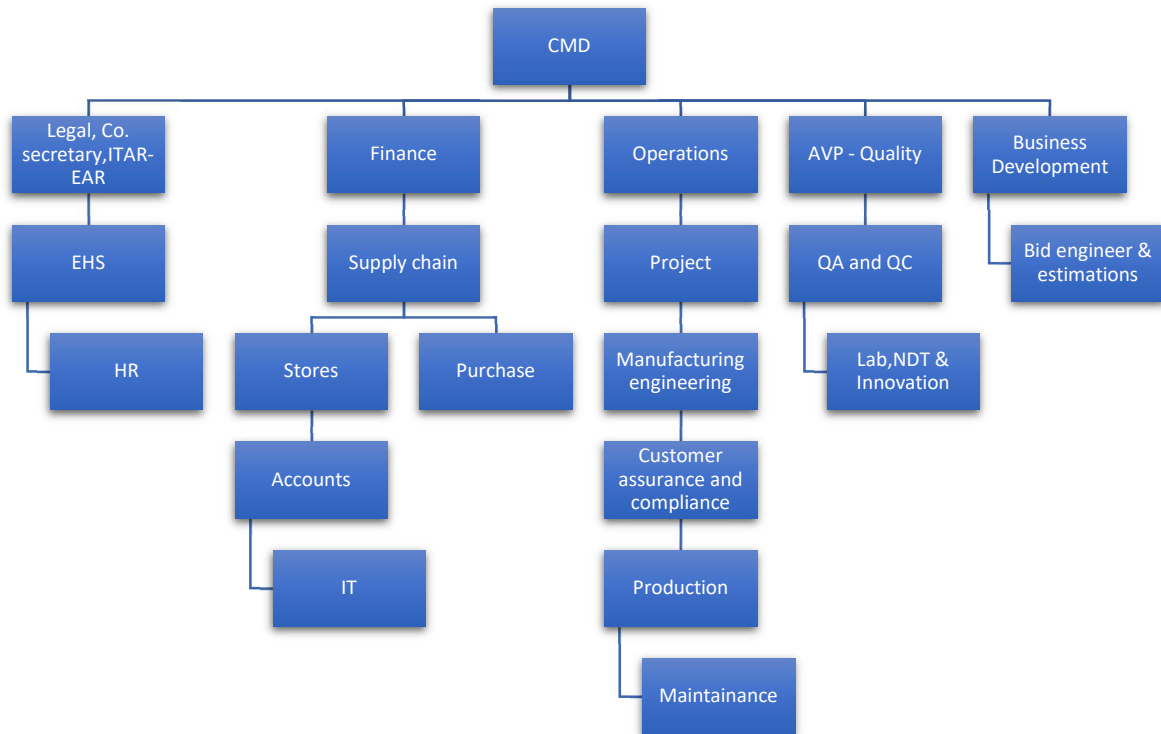 CMD
Legal, Co.
secretary,ITAR-
EAR
Finance
Operations
AVP - Quality
Business
Development
EHS
Supply chain
Project
QA and QC
Bid engineer &
estimations
HR
Stores
Purchase
Manufacturing
engineering
Lab,NDT &
Innovation
Accounts
Customer
assurance and
compliance
IT
Production
Maintainance